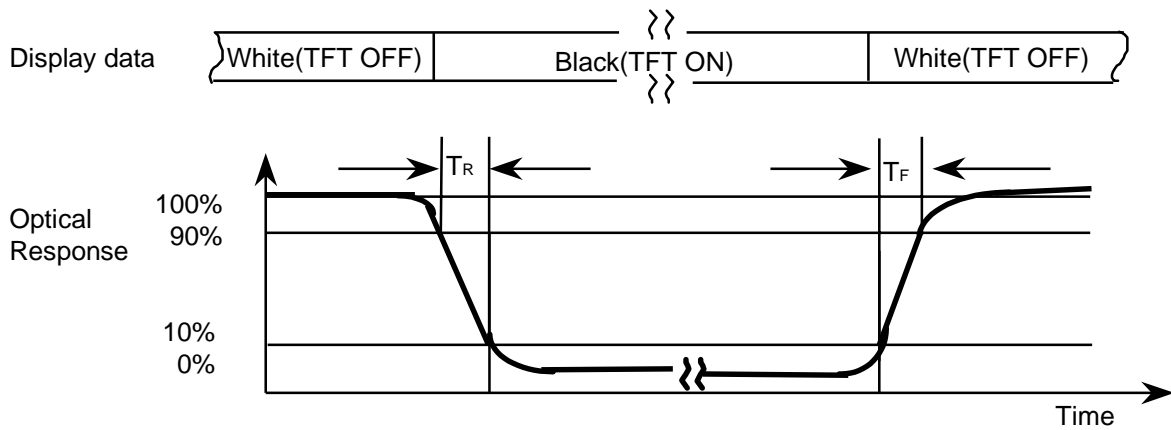 Display data
White(TFT OFF)
Black(TFT ON)
White(TFT OFF)
TR
TF
Optical
Response
100%
90%
10%
0%
Time